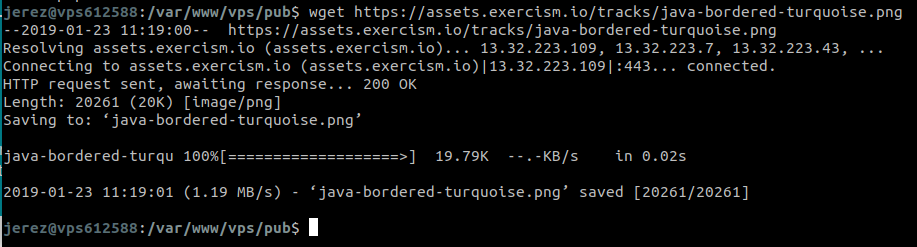 jerez@vps612588:/var/www/vps/pub$ wget https://assets.exercism.io/tracks/java-bordered-turquoise.png
--2019-01-23 11:19:00--  https://assets.exercism.io/tracks/java-bordered-turquoise.png
Resolving assets.exercism.io (assets.exercism.io)... 13.32.223.109, 13.32.223.7, 13.32.223.43, ...
Connecting to assets.exercism.io (assets.exercism.io)|13.32.223.109|:443... connected.
HTTP request sent, awaiting response... 200 OK
Length: 20261 (20K) [image/png]
Saving to: ‘java-bordered-turquoise.png’
java-bordered-turqu 100%[===================>]  19.79K  --.-KB/s    in 0.02s
2019-01-23 11:19:01 (1.19 MB/s) - ‘java-bordered-turquoise.png’ saved [20261/20261]
jerez@vps612588:/var/www/vps/pub$